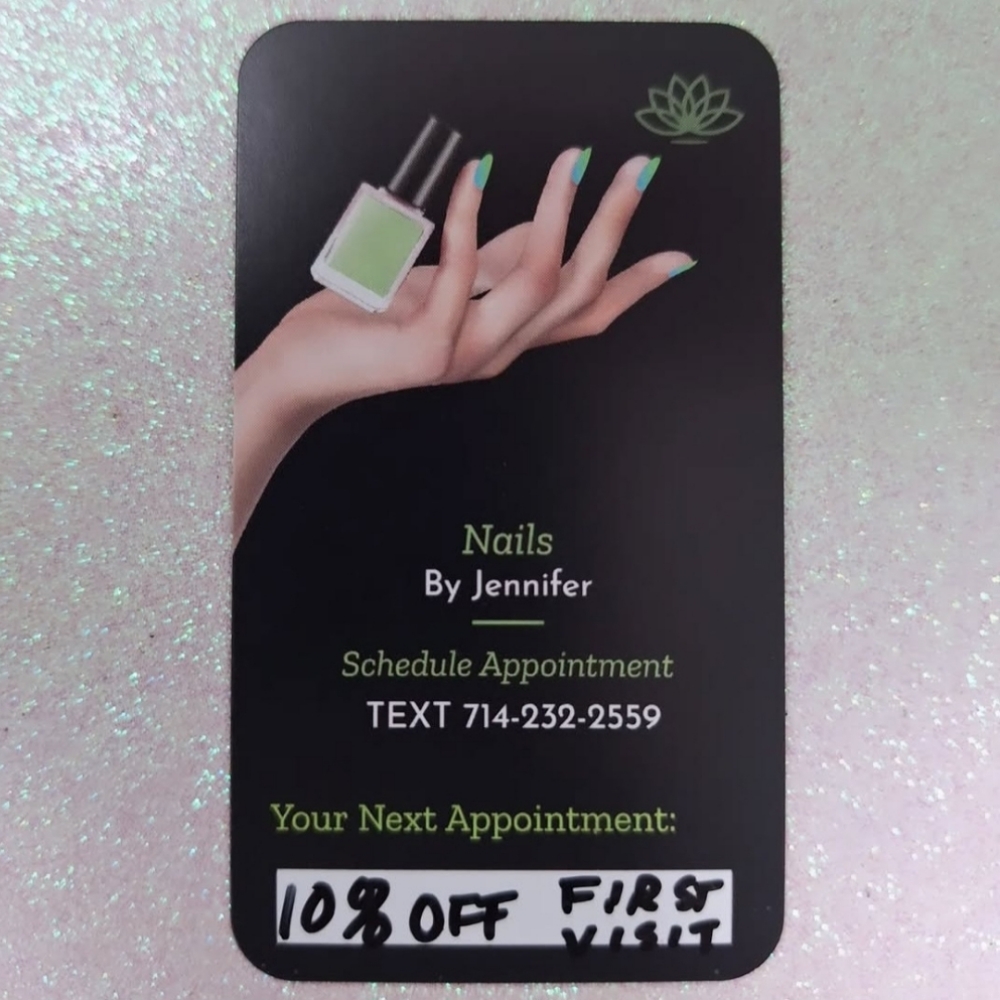 Nails
By Jennifer
Schedule Appointment
TEXT 714-232-2559
Your Next Appointment:
10% OFF FIRST
VISIT